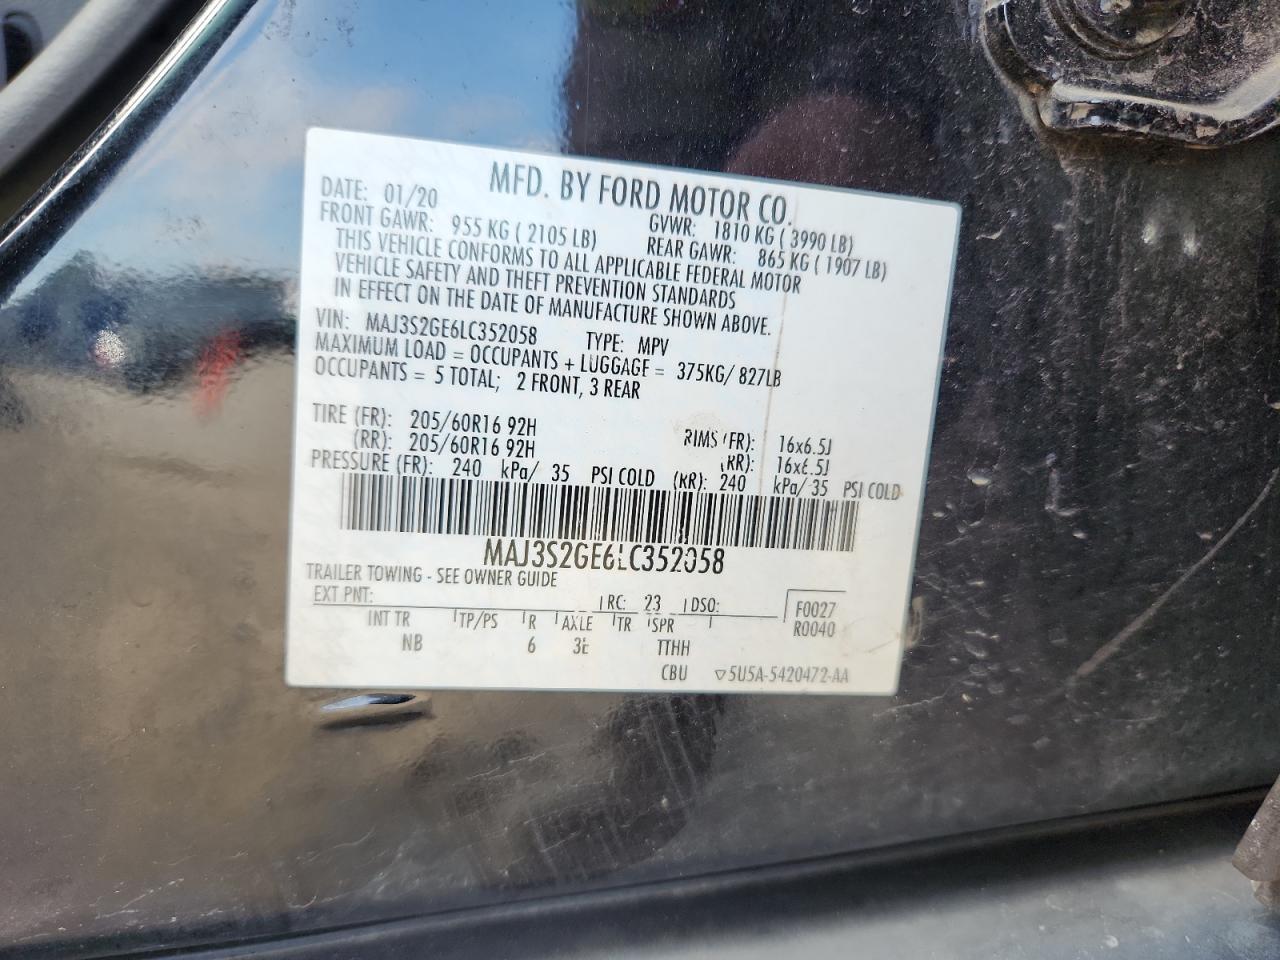 MFD. BY FORD MOTOR CO.
DATE: 01/20 GVWR: 1810 KG ( 3990 LB)
FRONT GAWR: 955 KG ( 2105 LB) REAR GAWR: 865 KG ( 1907 LB)
THIS VEHICLE CONFORMS TO ALL APPLICABLE FEDERAL MOTOR
VEHICLE SAFETY AND THEFT PREVENTION STANDARDS
IN EFFECT ON THE DATE OF MANUFACTURE SHOWN ABOVE.
VIN: MAJ3S2GE6LC352058 TYPE: MPV
MAXIMUM LOAD = OCCUPANTS + LUGGAGE = 375KG/ 827LB
OCCUPANTS = 5 TOTAL; 2 FRONT, 3 REAR
TIRE (FR): 205/60R16 92H RIMS (FR): 16x6.5J
(RR): 205/60R16 92H (RR): 16x6.5J
PRESSURE (FR): 240 kPa/ 35 PSI COLD (RR): 240 kPa/ 35 PSI COLD
MAJ3S2GE6LC352058
TRAILER TOWING - SEE OWNER GUIDE
EXT PNT: RC: 23 DSO: F0027
INT TR TP/PS R AXLE TR SPR R0040
NB 6 TTHH
CBU ▽5U5A-5420472-AA